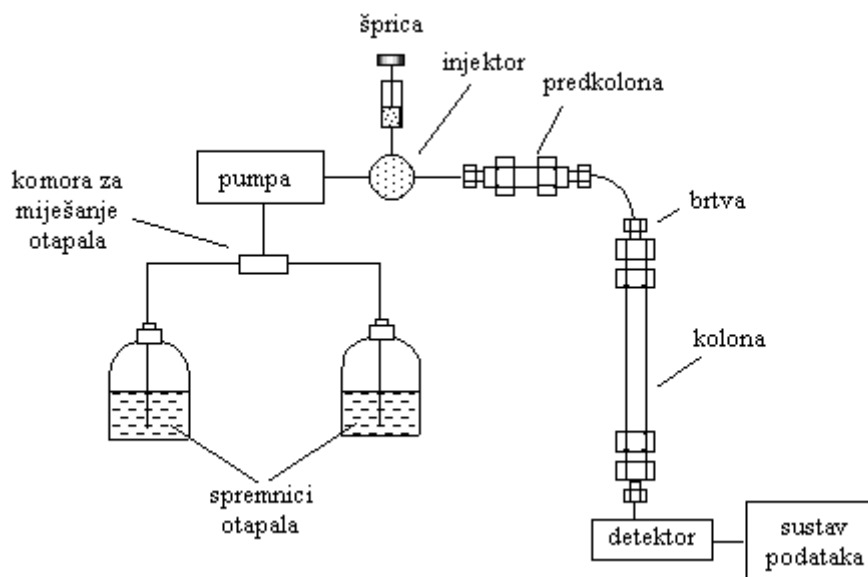 šprica
injektor
predkolona
pumpa
komora za
miješanje
otapala
brtva
kolona
spremnici
otapala
detektor
sustav
podataka